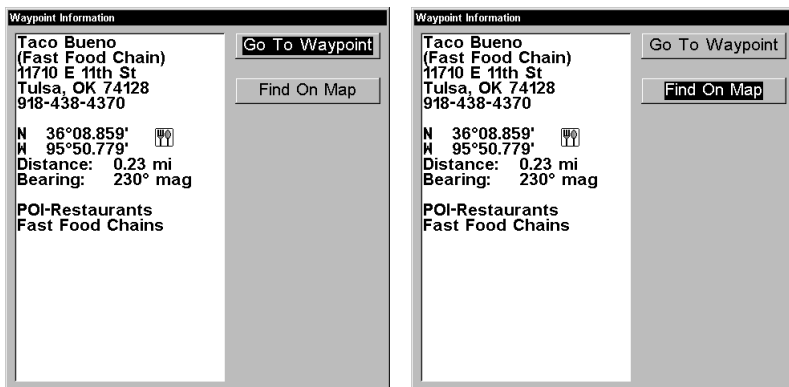 Waypoint Information
Taco Bueno
(Fast Food Chain)
11710 E 11th St
Tulsa, OK 74128
918-438-4370
N 36°08.859'
W 95°50.779'
Distance: 0.23 mi
Bearing: 230° mag
POI-Restaurants
Fast Food Chains
Go To Waypoint
Find On Map
Waypoint Information
Taco Bueno
(Fast Food Chain)
11710 E 11th St
Tulsa, OK 74128
918-438-4370
N 36°08.859'
W 95°50.779'
Distance: 0.23 mi
Bearing: 230° mag
POI-Restaurants
Fast Food Chains
Go To Waypoint
Find On Map